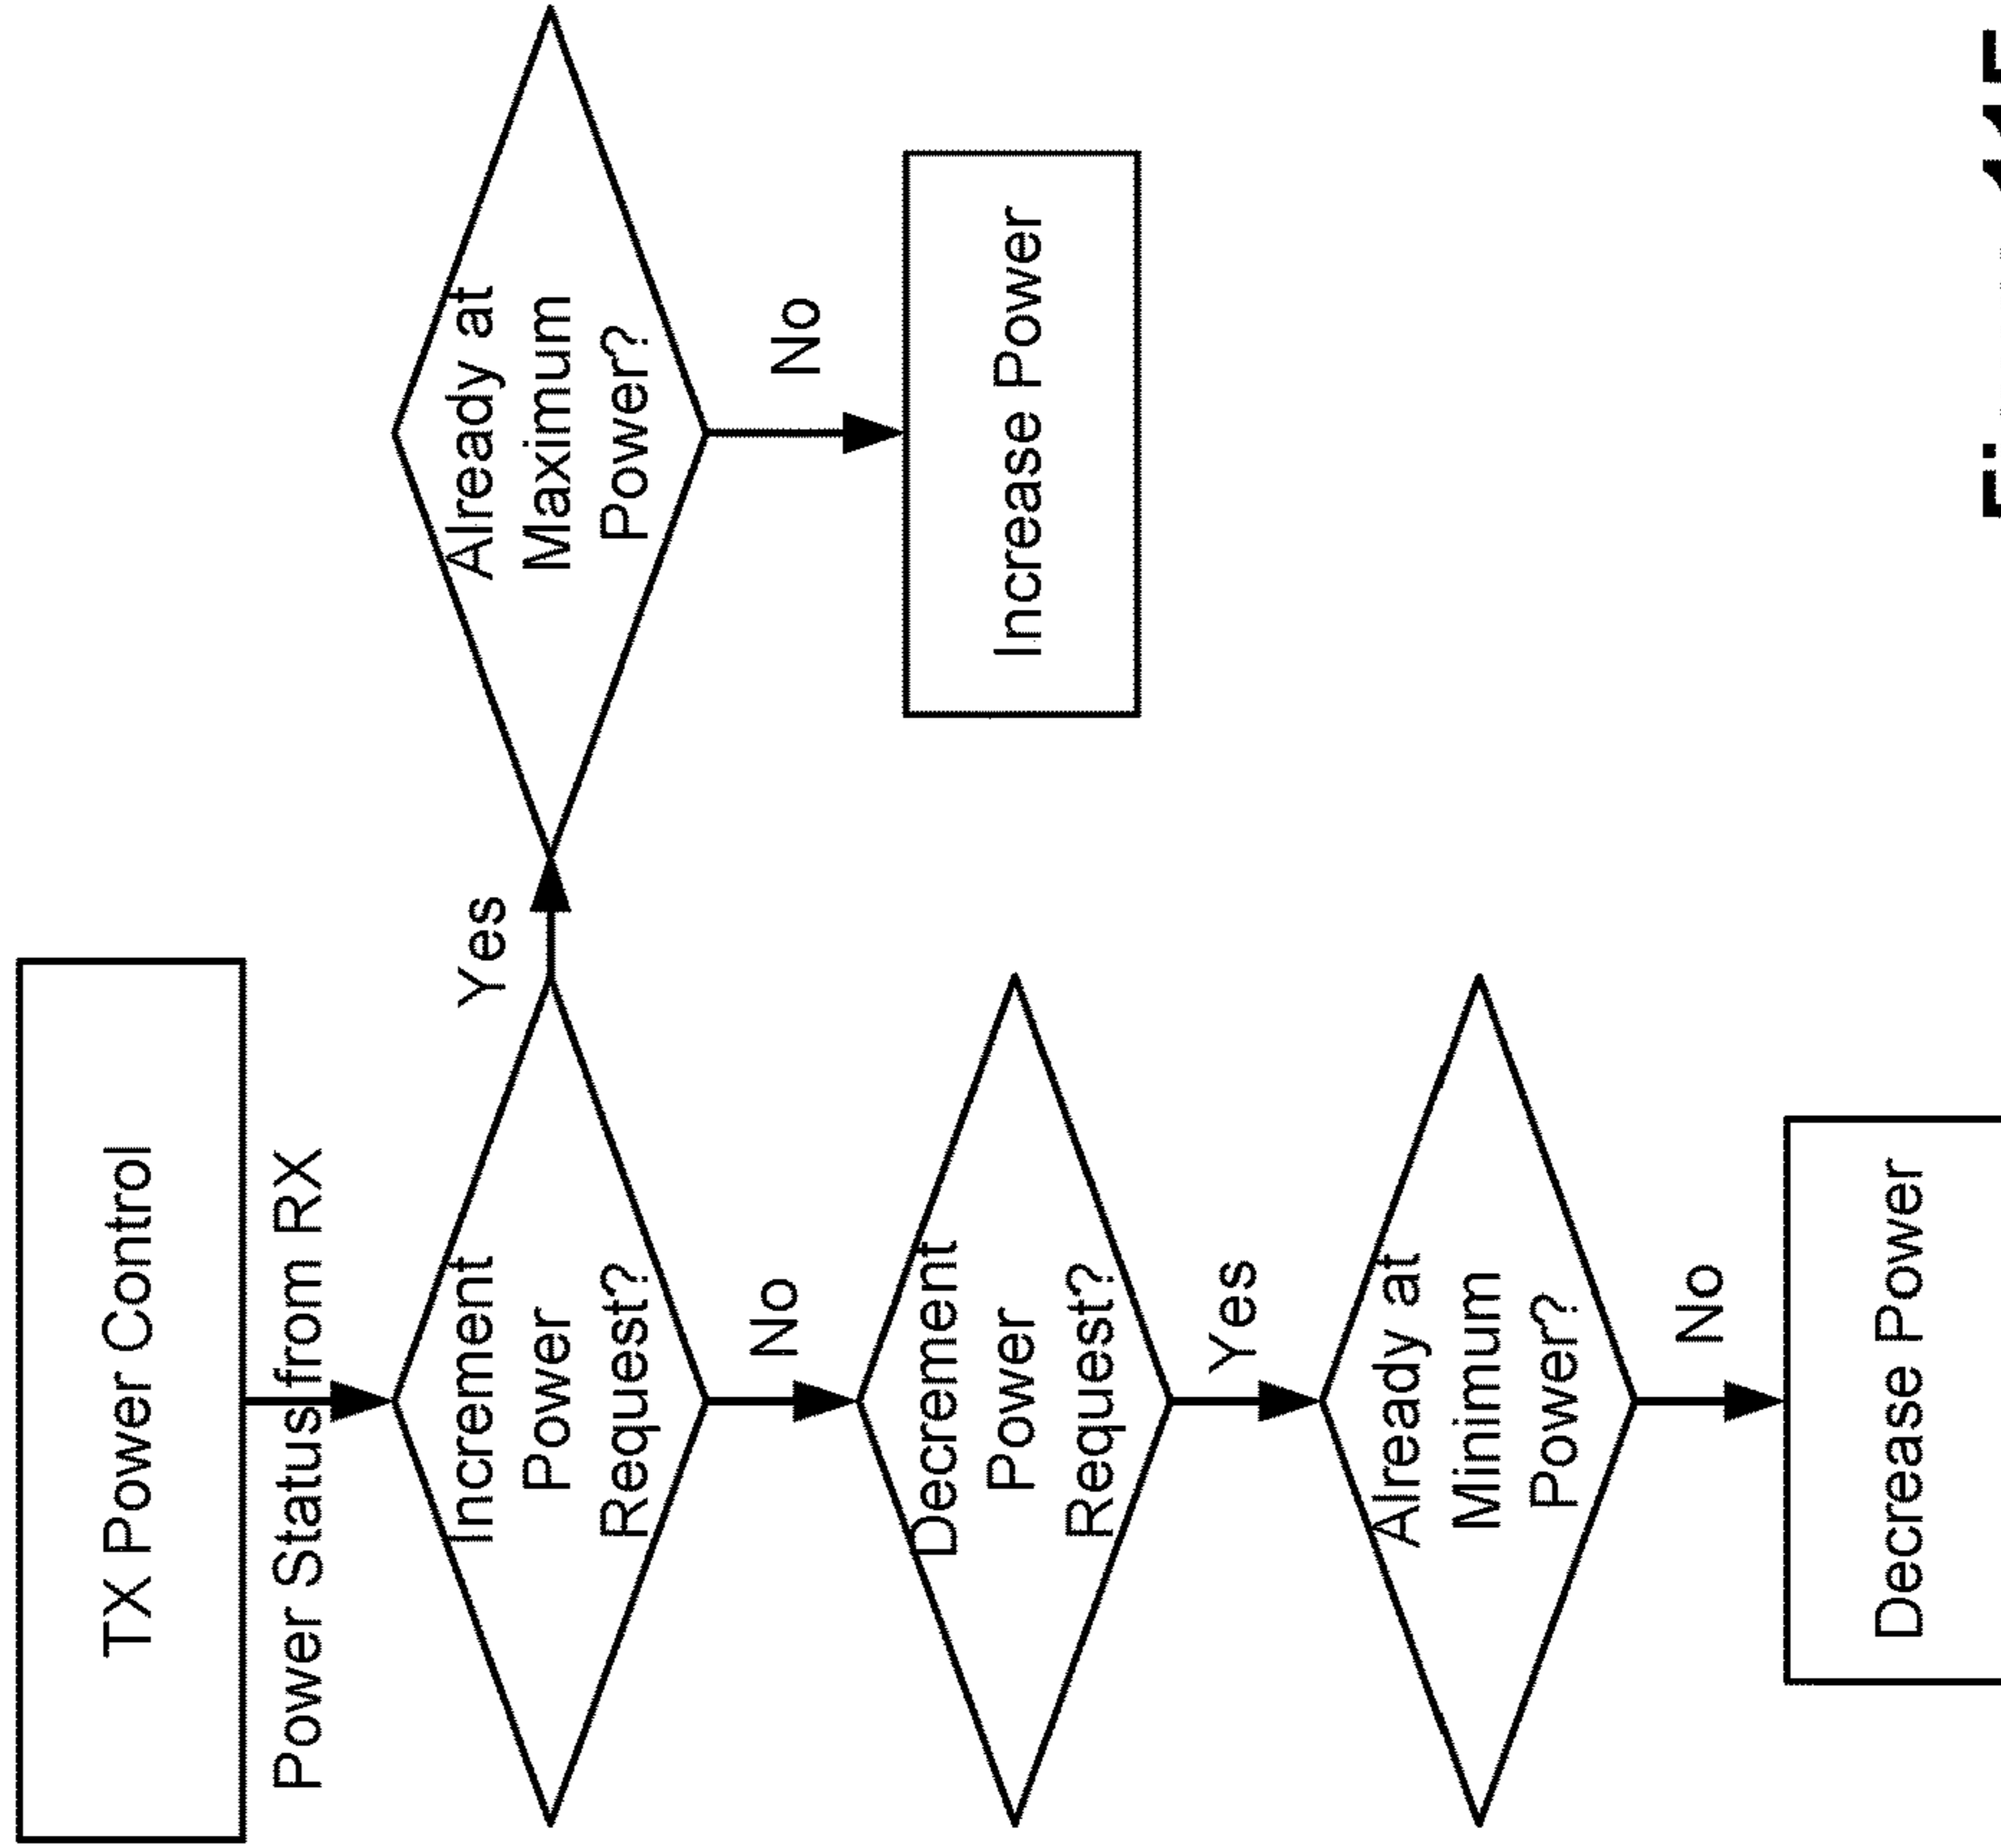 TX Power Control
Power Status from RX
Increment
Power
Request?
Yes
Already at
Maximum
Power?
No
Increase Power
No
Decrement
Power
Request?
Yes
Already at
Minimum
Power?
No
Decrease Power